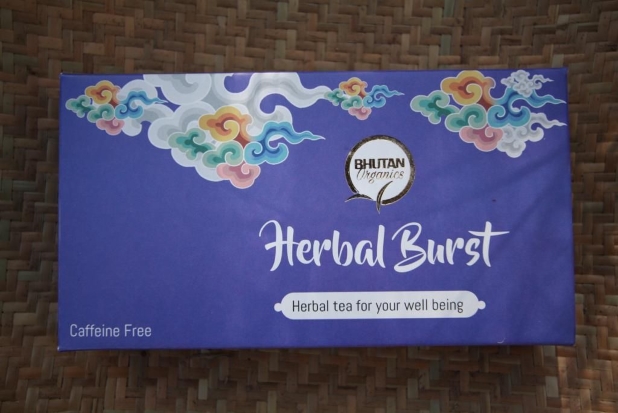 BHUTAN
Organics
Herbal Burst
Herbal tea for your well being
Caffeine Free